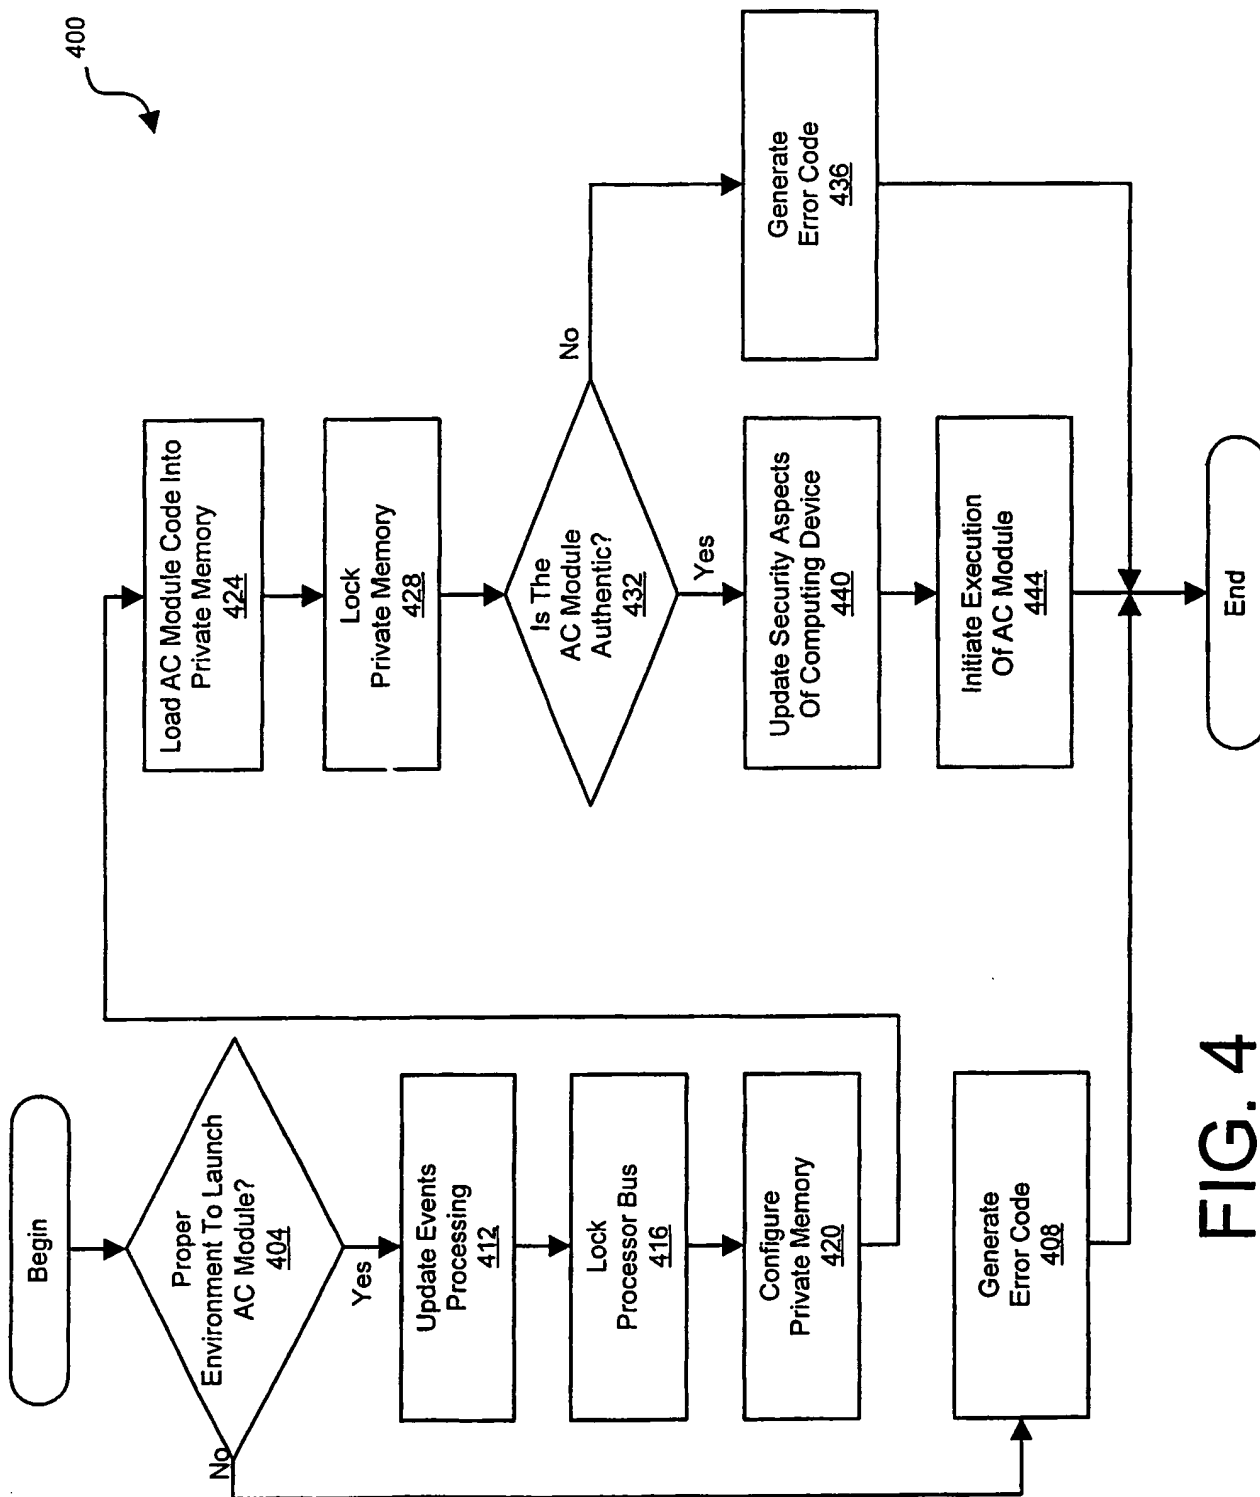 400
Begin
Proper
Environment To Launch
AC Module?
404
No
Yes
Update Events
Processing
412
Lock
Processor Bus
416
Configure
Private Memory
420
Generate
Error Code
408
Load AC Module Code Into
Private Memory
424
Lock
Private Memory
428
Is The
AC Module
Authentic?
432
No
Yes
Generate
Error Code
436
Update Security Aspects
Of Computing Device
440
Initiate Execution
Of AC Module
444
End
FIG. 4